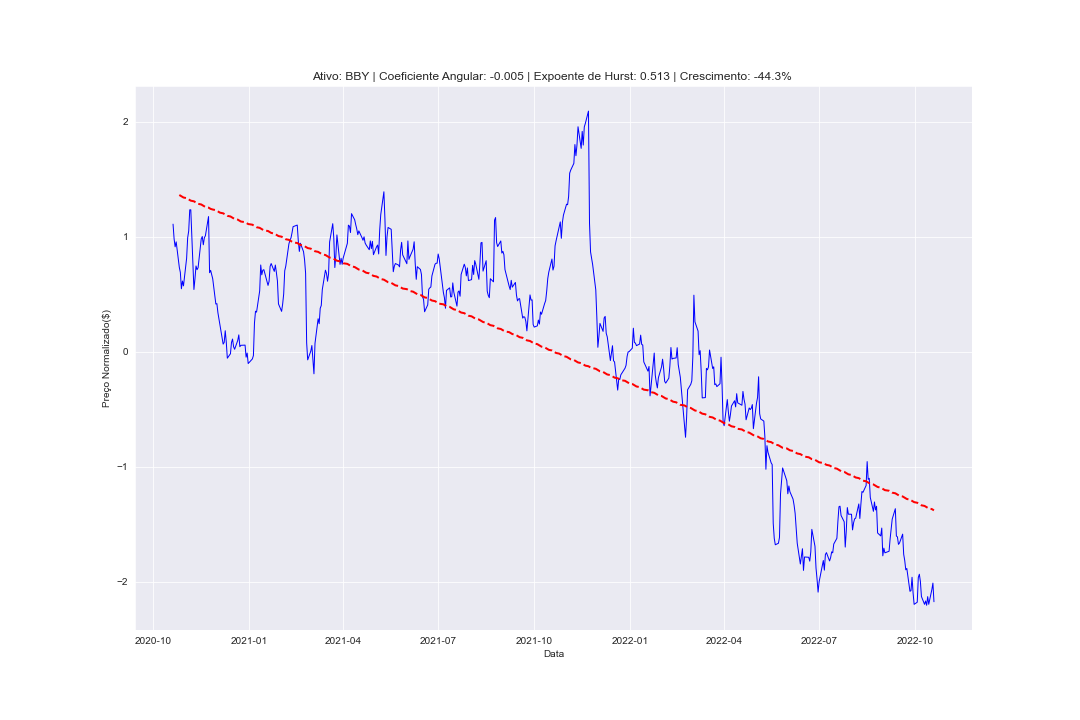 Ativo: BBY | Coeficiente Angular: -0.005 | Expoente de Hurst: 0.513 | Crescimento: -44.3%
Preço Normalizado($)
2
1
0
−1
−2
2020-10 2021-01 2021-04 2021-07 2021-10 2022-01 2022-04 2022-07 2022-10
Data